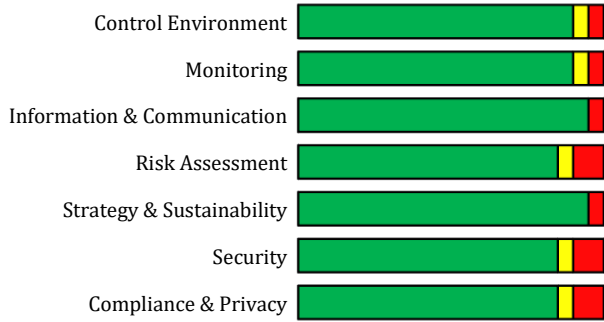 Control Environment
Monitoring
Information & Communication
Risk Assessment
Strategy & Sustainability
Security
Compliance & Privacy